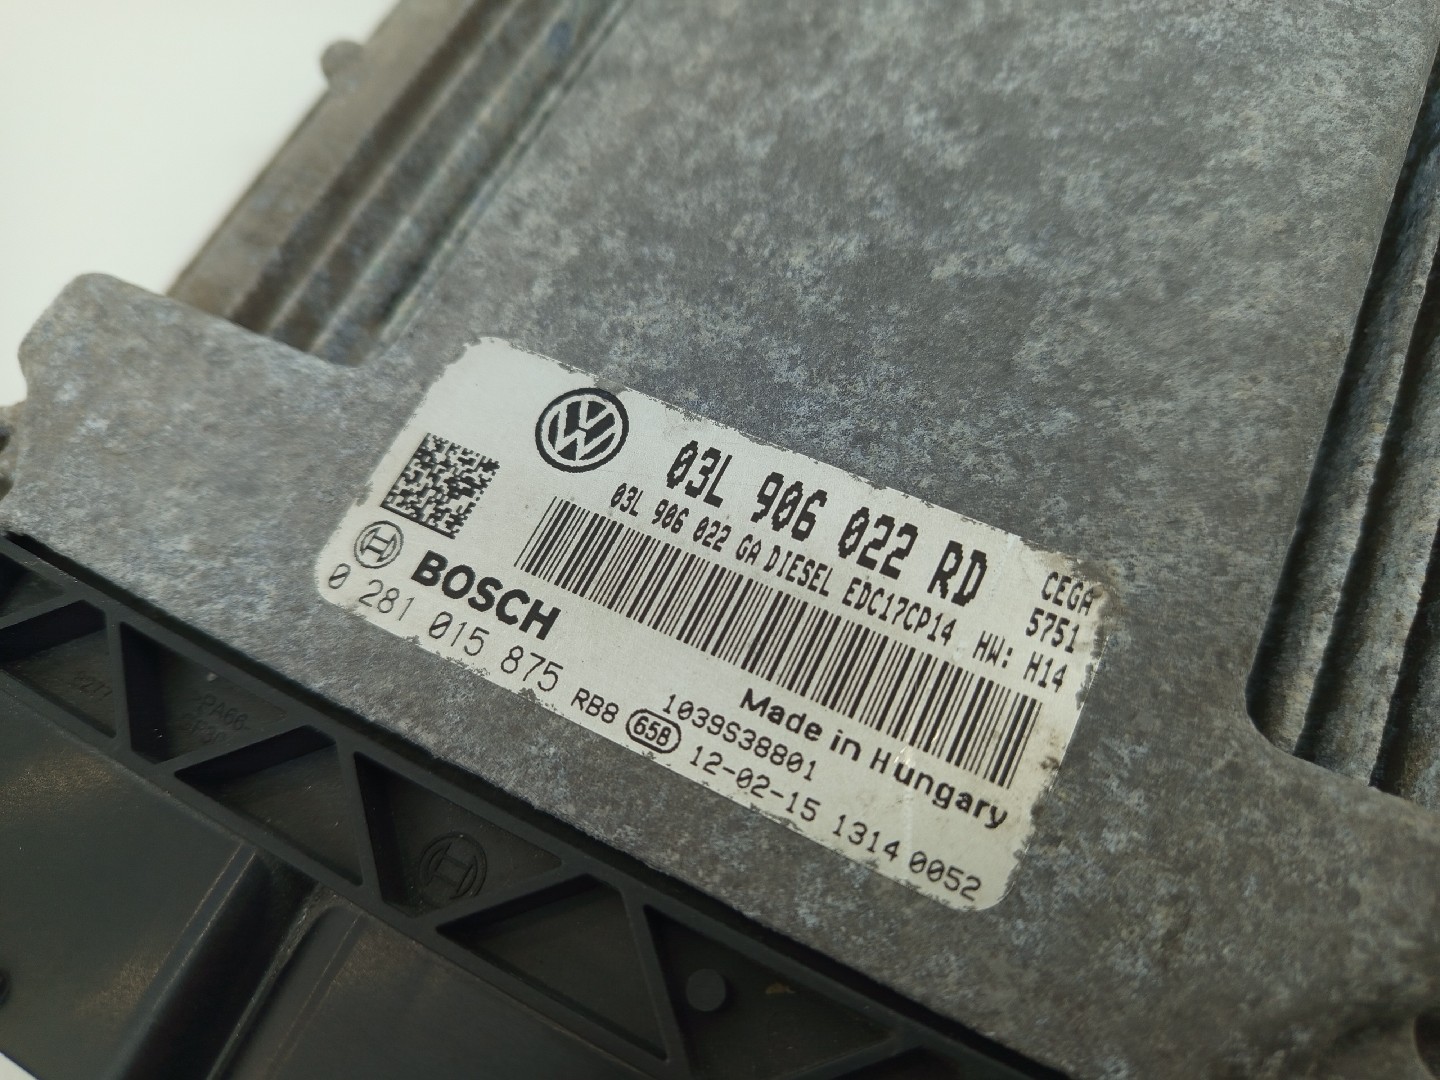 03L 906 022 RD
03L 906 022 GA DIESEL EDC17CP14 HW: H14
CEGA
5751
BOSCH
0 281 015 875
Made in Hungary
1039S38801
RB8 65B 12-02-15 1314 0052